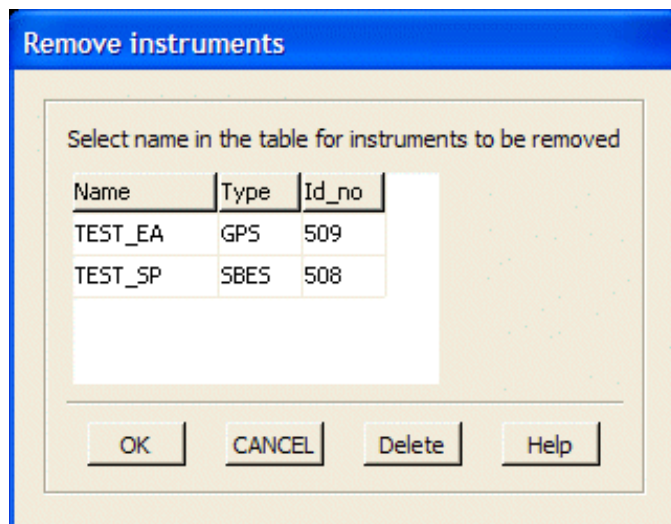 Remove instruments
Select name in the table for instruments to be removed
Name Type Id_no
TEST_EA GPS 509
TEST_SP SBES 508
OK CANCEL Delete Help